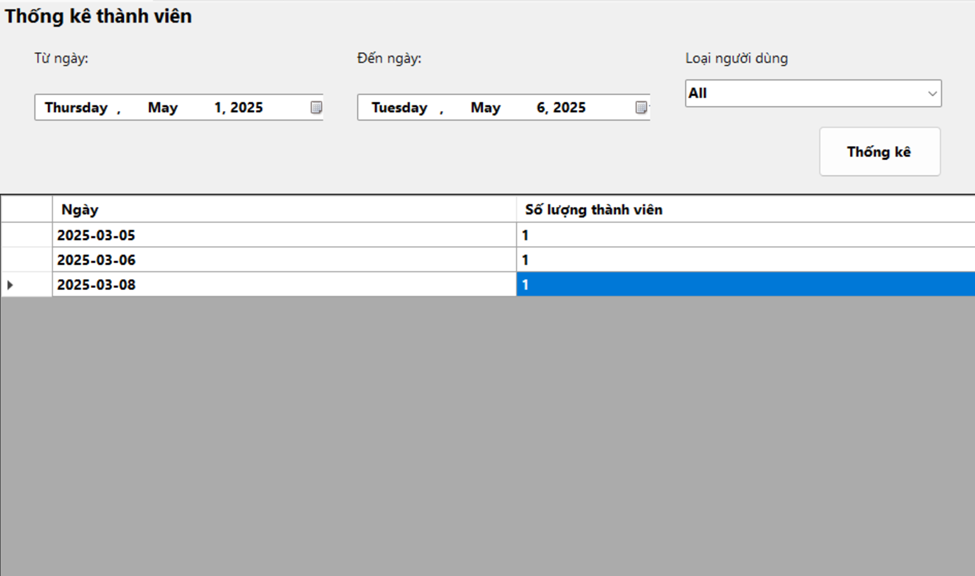 Thống kê thành viên
Từ ngày: Đến ngày: Loại người dùng
Thursday , May 1, 2025 Tuesday , May 6, 2025 All
Thống kê
Ngày Số lượng thành viên
2025-03-05 1
2025-03-06 1
2025-03-08 1